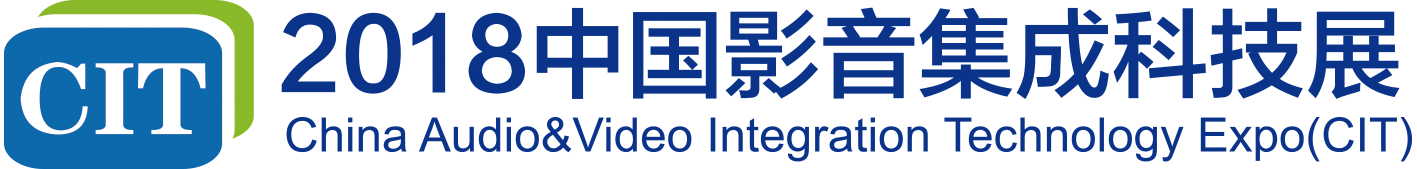 CIT
2018中国影音集成科技展
China Audio&Video Integration Technology Expo(CIT)